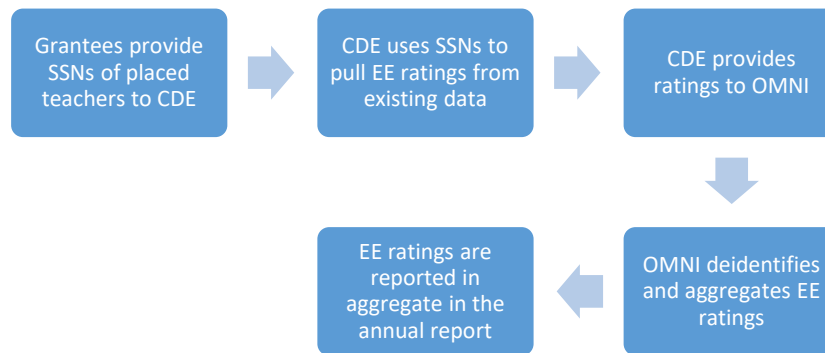 Grantees provide
SSNs of placed
teachers to CDE
CDE uses SSNs to
pull EE ratings from
existing data
CDE provides
ratings to OMNI
OMNI deidentifies
and aggregates EE
ratings
EE ratings are
reported in
aggregate in the
annual report